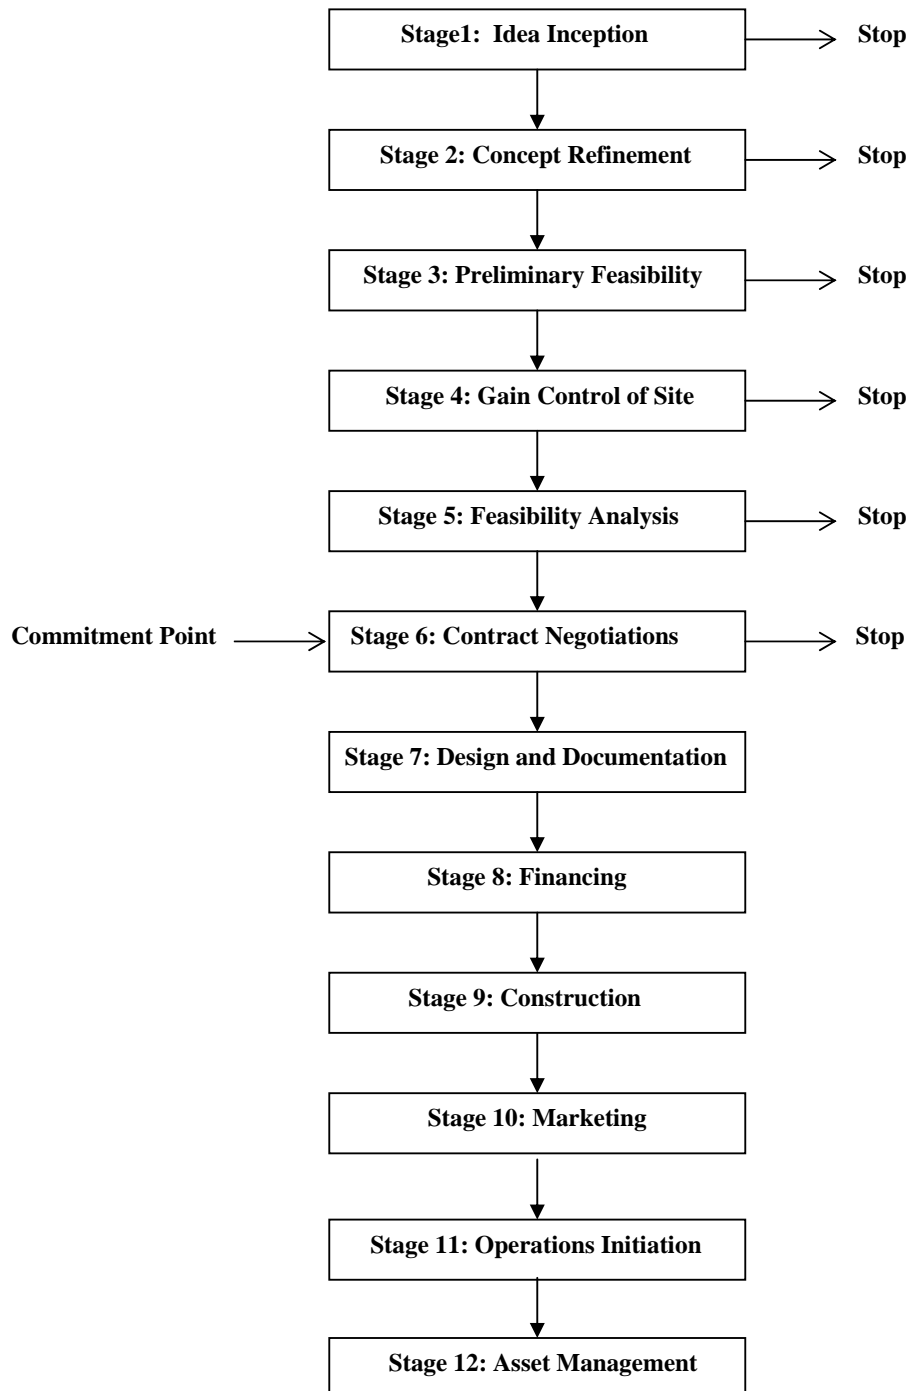 Stage1: Idea Inception
Stop
Stage 2: Concept Refinement
Stop
Stage 3: Preliminary Feasibility
Stop
Stage 4: Gain Control of Site
Stop
Stage 5: Feasibility Analysis
Stop
Commitment Point
Stage 6: Contract Negotiations
Stop
Stage 7: Design and Documentation
Stage 8: Financing
Stage 9: Construction
Stage 10: Marketing
Stage 11: Operations Initiation
Stage 12: Asset Management